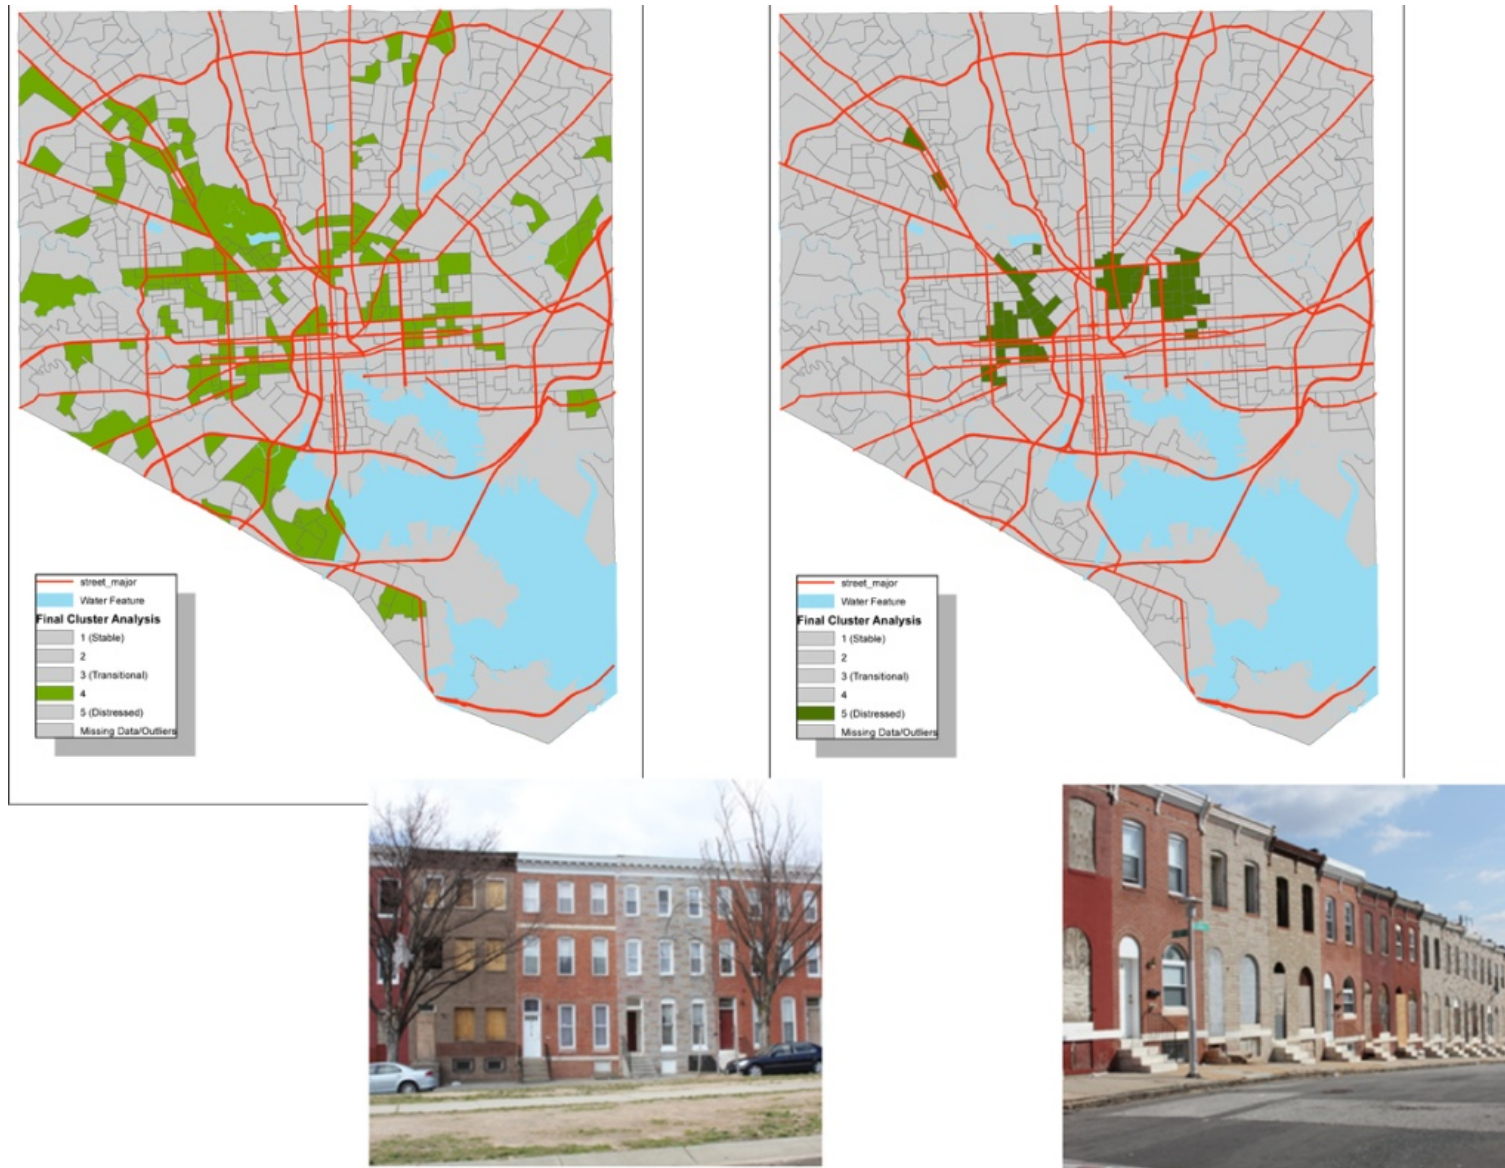 street_major
Water Feature
Final Cluster Analysis
1 (Stable)
2
3 (Transitional)
4
5 (Distressed)
Missing Data/Outliers
street_major
Water Feature
Final Cluster Analysis
1 (Stable)
2
3 (Transitional)
4
5 (Distressed)
Missing Data/Outliers